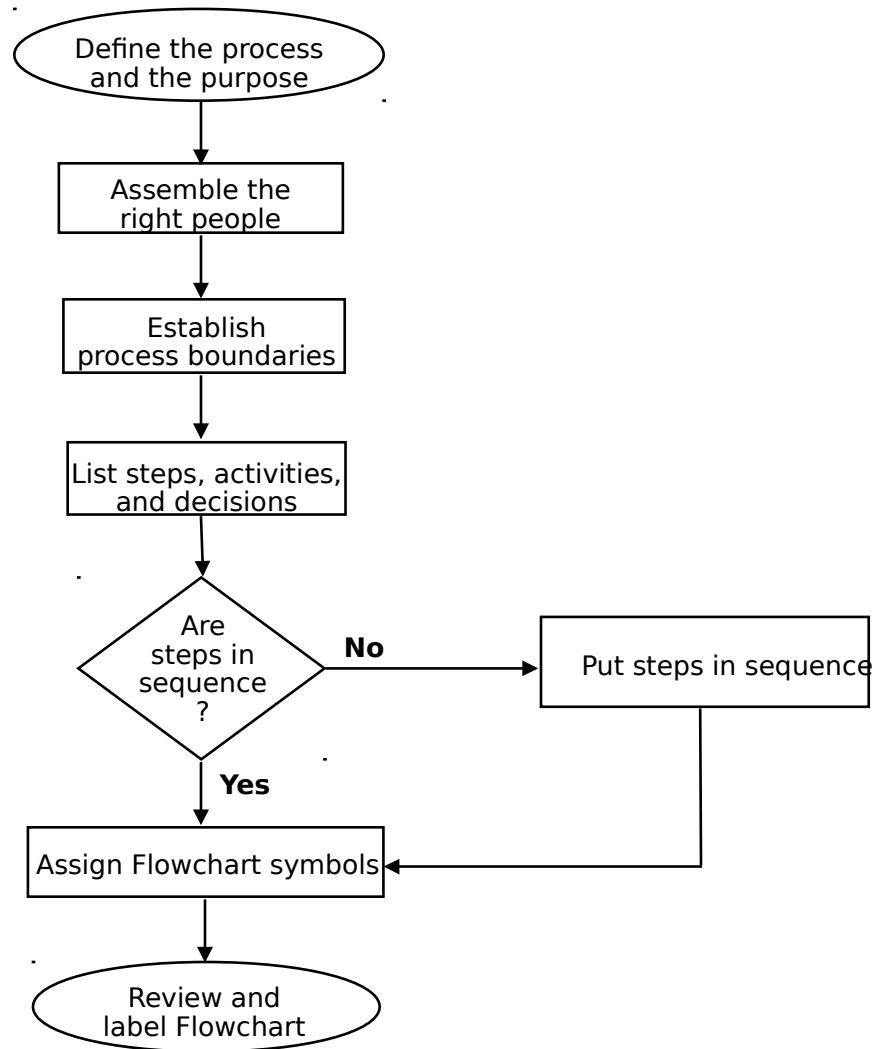 Define the process
and the purpose
Assemble the
right people
Establish
process boundaries
List steps, activities,
and decisions
Are
steps in
sequence
?
No
Put steps in sequence
Yes
Assign Flowchart symbols
Review and
label Flowchart